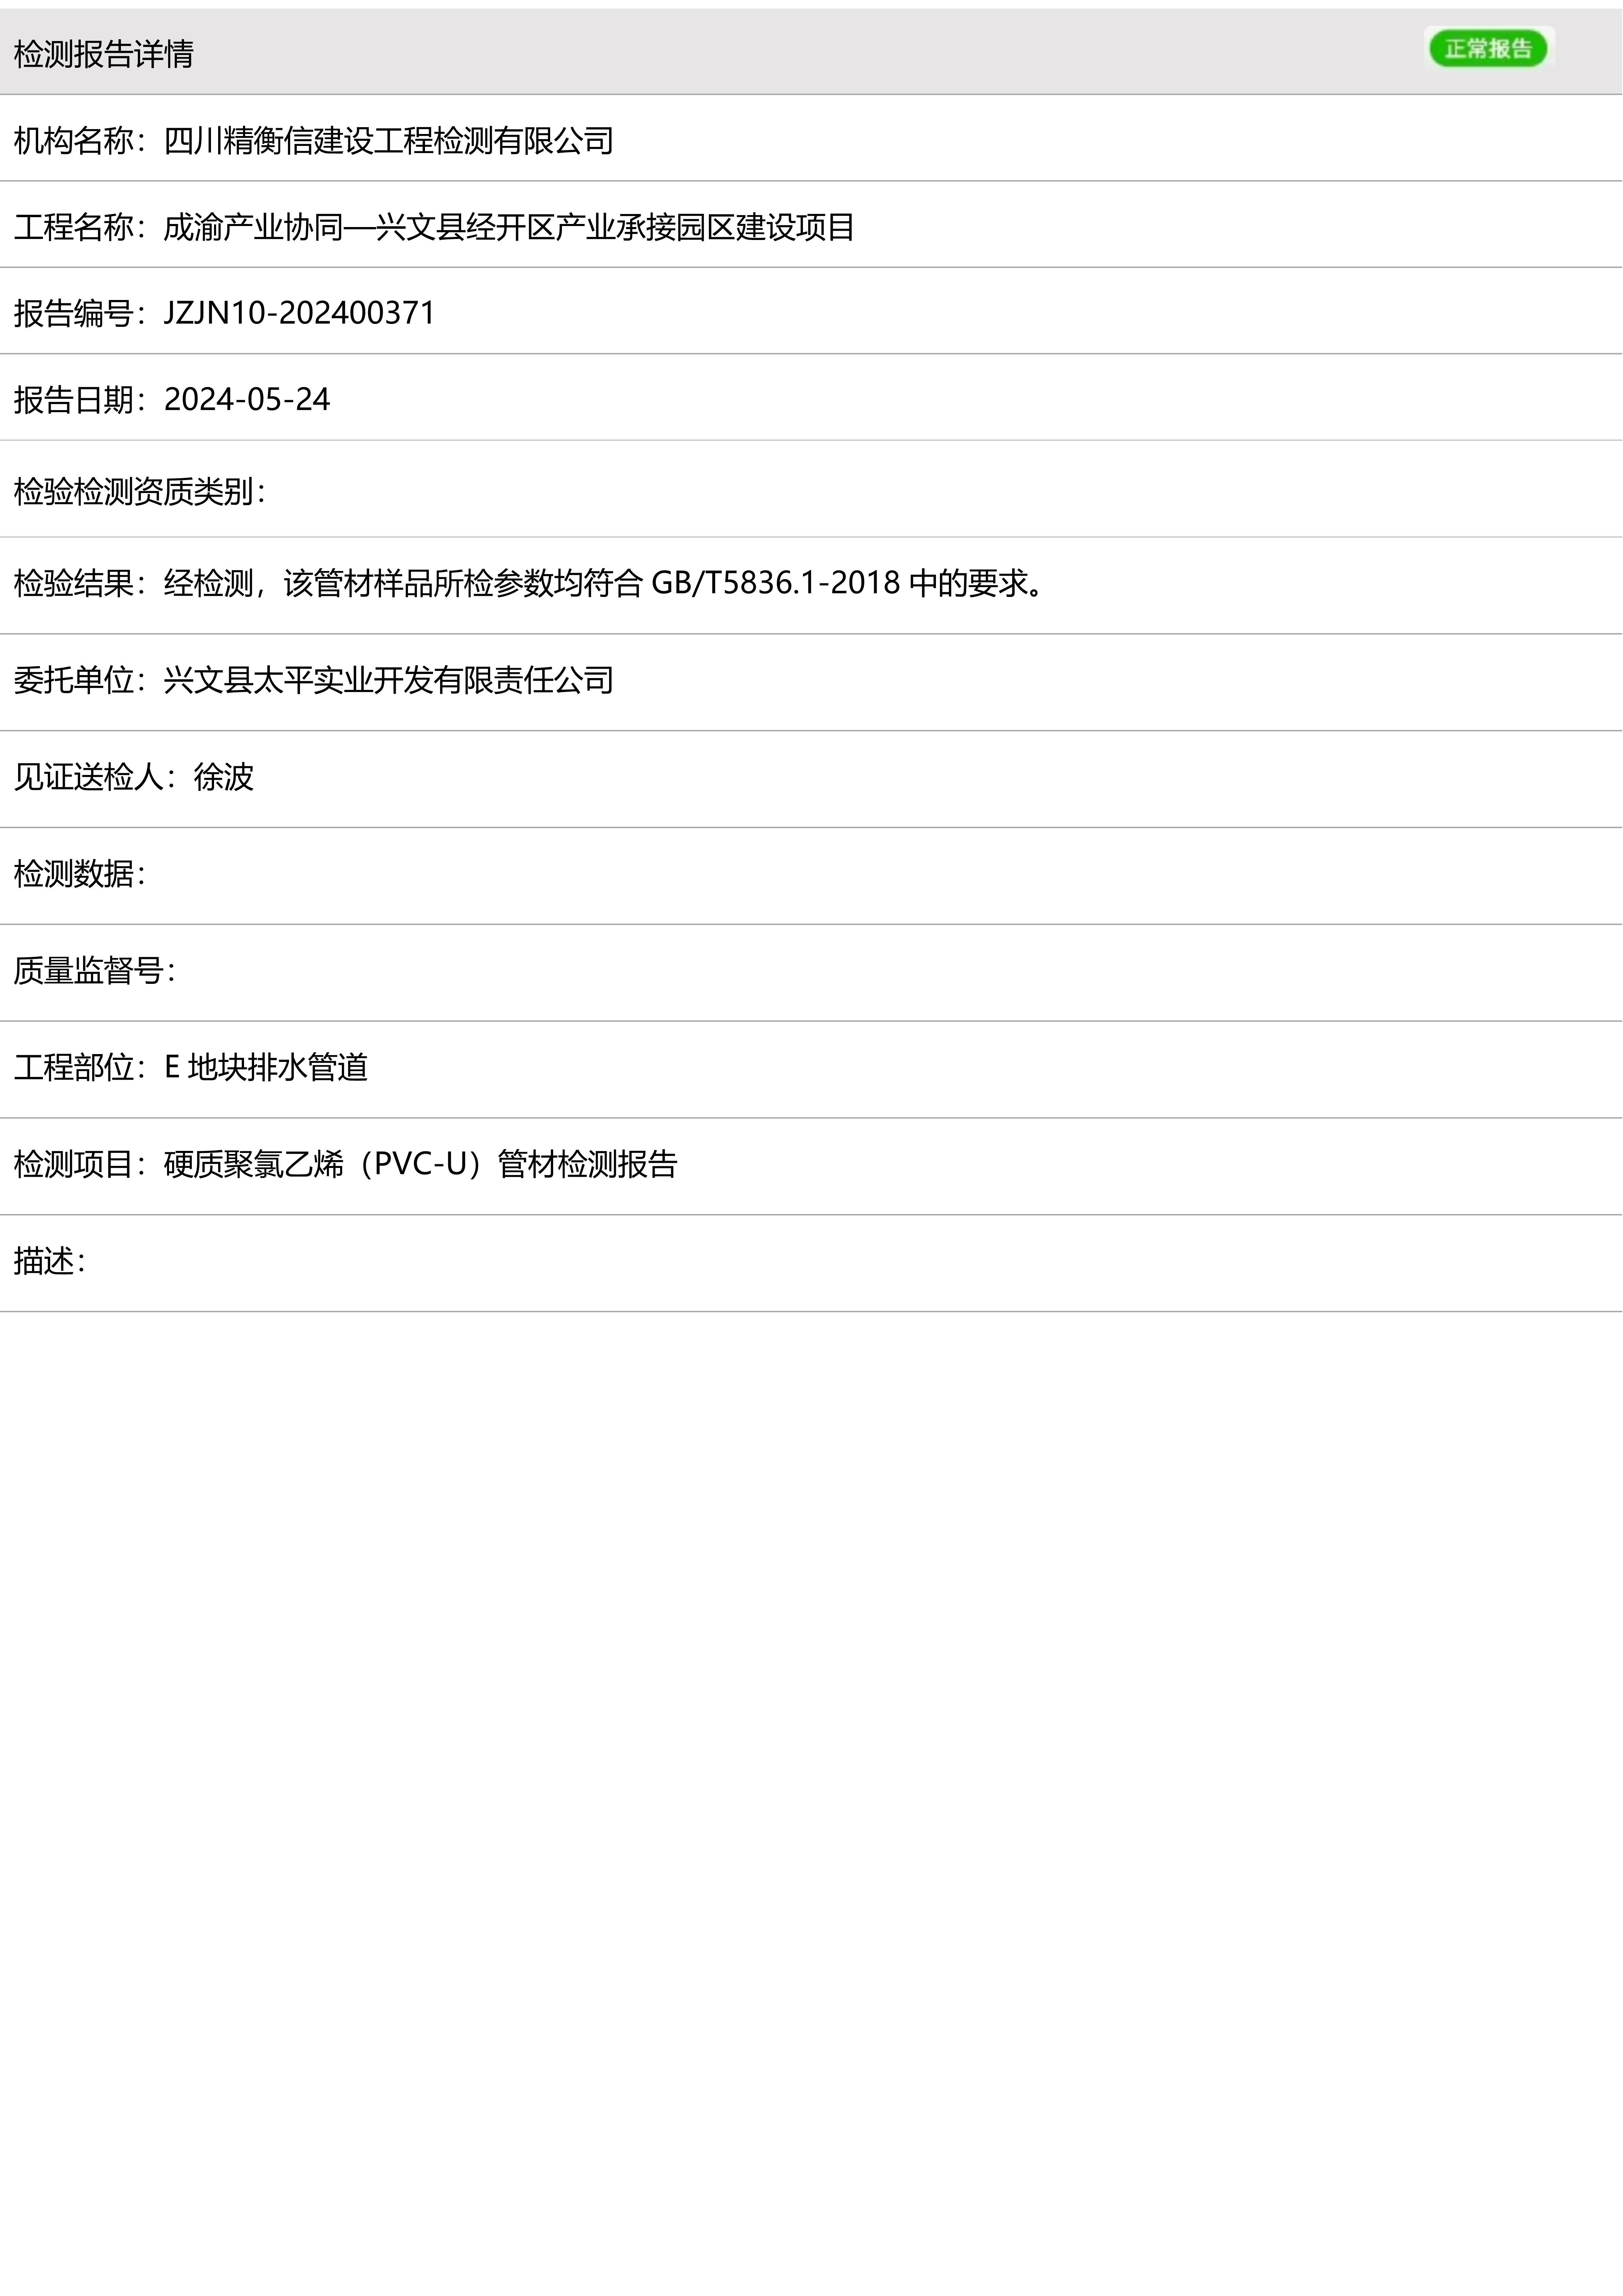 检测报告详情
正常报告
机构名称：四川精衡信建设工程检测有限公司
工程名称：成渝产业协同—兴文县经开区产业承接园区建设项目
报告编号：JZJN10-202400371
报告日期：2024-05-24
检验检测资质类别：
检验结果：经检测，该管材样品所检参数均符合 GB/T5836.1-2018 中的要求。
委托单位：兴文县太平实业开发有限责任公司
见证送检人：徐波
检测数据：
质量监督号：
工程部位：E 地块排水管道
检测项目：硬质聚氯乙烯（PVC-U）管材检测报告
描述：